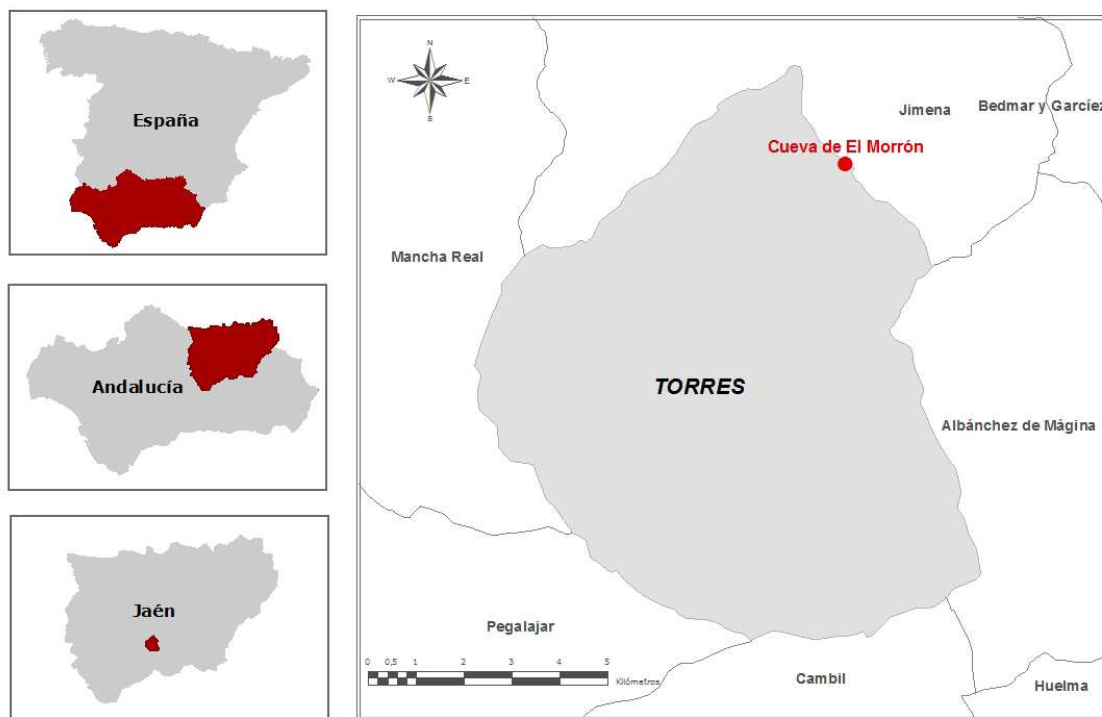 España
Andalucía
Jaén
N
W E
S
Jimena
Bedmar y Garcíez
Cueva de El Morrón
Mancha Real
TORRES
Albánchez de Mágina
Pegalajar
0 0,5 1 2 3 4 5
Kilómetros
Cambil
Huelma